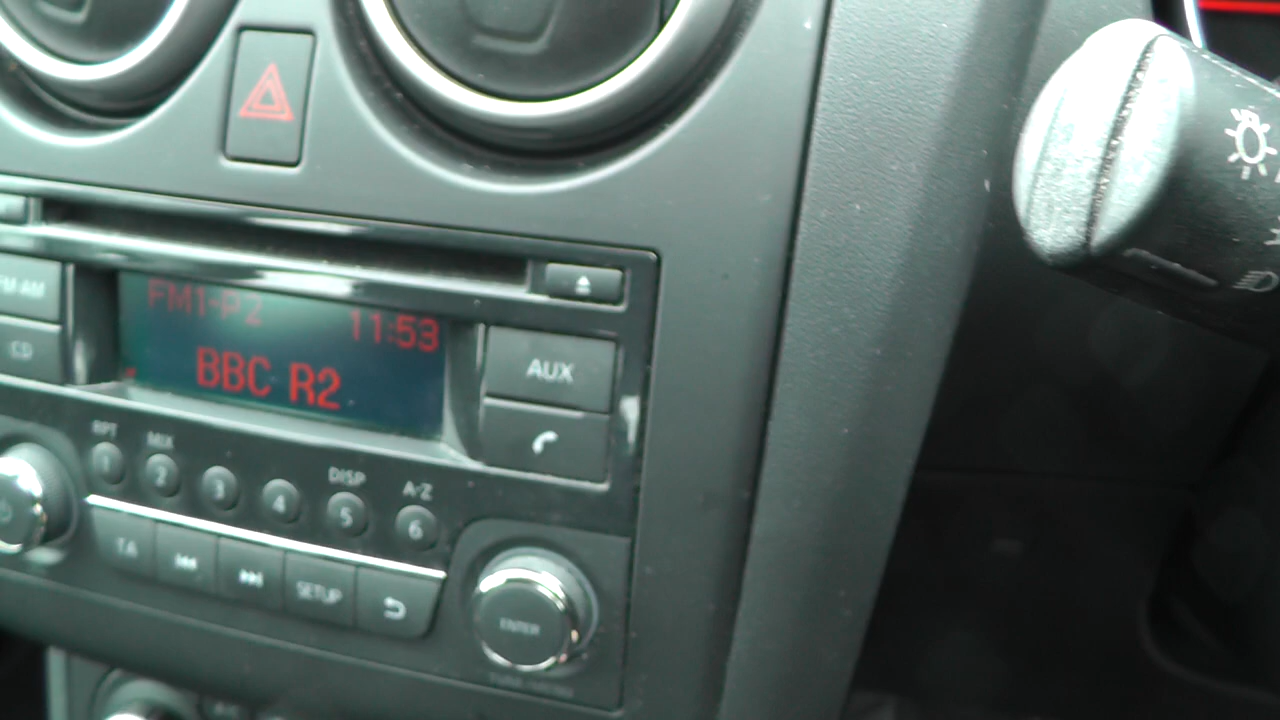 FM1-P2
11:53
BBC R2
FM·AM
CD
AUX
RPT
MIX
DISP
A-Z
1
2
3
4
5
6
TA
SETUP
ENTER